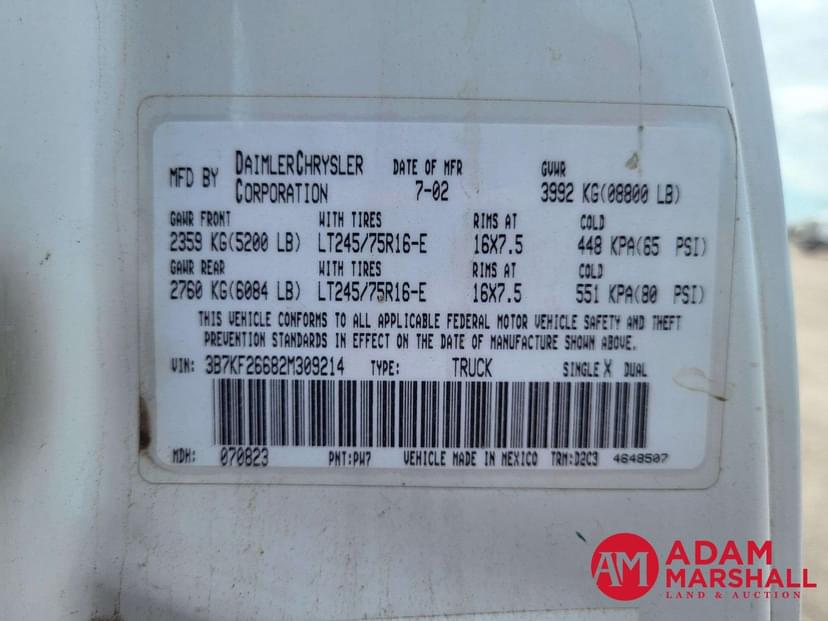 MFD BY DAIMLERCHRYSLER CORPORATION DATE OF MFR 7-02 GVWR 3992 KG(08800 LB)
GAWR FRONT WITH TIRES RIMS AT COLD
2359 KG(5200 LB) LT245/75R16-E 16X7.5 448 KPA(65 PSI)
GAWR REAR WITH TIRES RIMS AT COLD
2760 KG(6084 LB) LT245/75R16-E 16X7.5 551 KPA(80 PSI)
THIS VEHICLE CONFORMS TO ALL APPLICABLE FEDERAL MOTOR VEHICLE SAFETY AND THEFT
PREVENTION STANDARDS IN EFFECT ON THE DATE OF MANUFACTURE SHOWN ABOVE.
VIN: 3B7KF26682M309214 TYPE: TRUCK SINGLE X DUAL
MDH: 070823 PNT:PW7 VEHICLE MADE IN MEXICO TRM:D2C3 4648507
AM ADAM
MARSHALL
LAND & AUCTION